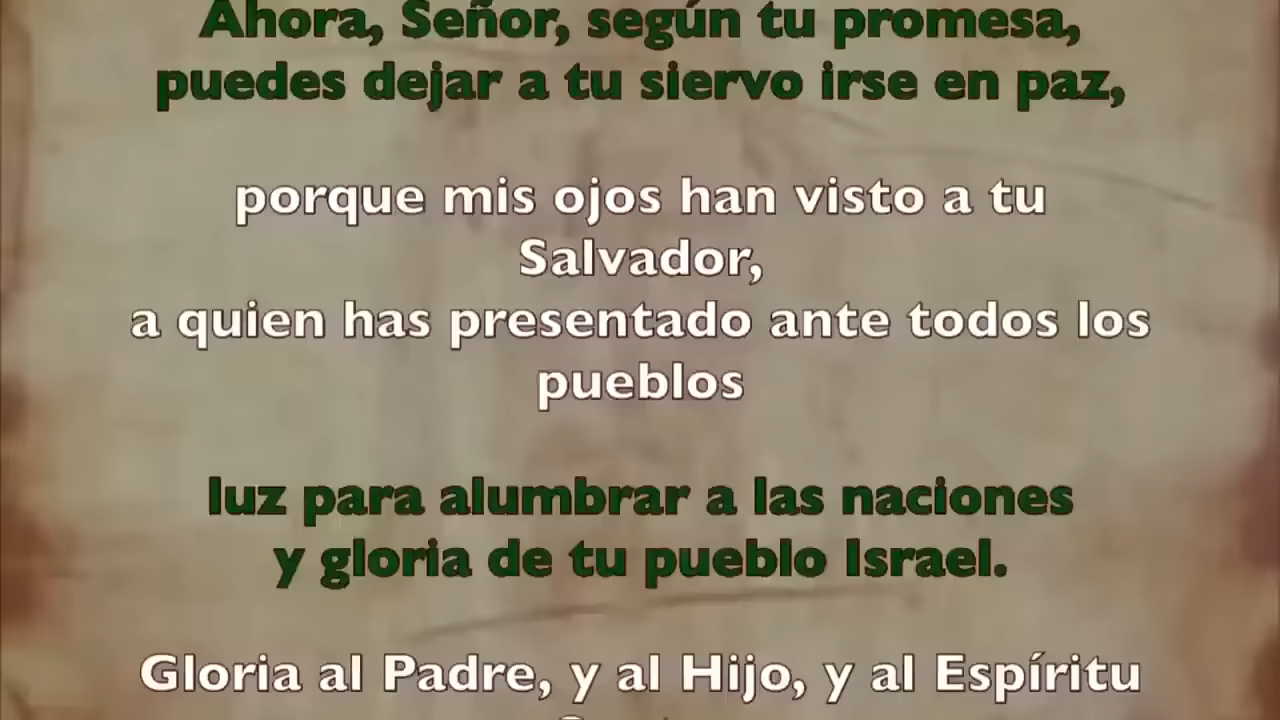 Ahora, Señor, según tu promesa,
puedes dejar a tu siervo irse en paz,
porque mis ojos han visto a tu
Salvador,
a quien has presentado ante todos los
pueblos
luz para alumbrar a las naciones
y gloria de tu pueblo Israel.
Gloria al Padre, y al Hijo, y al Espíritu